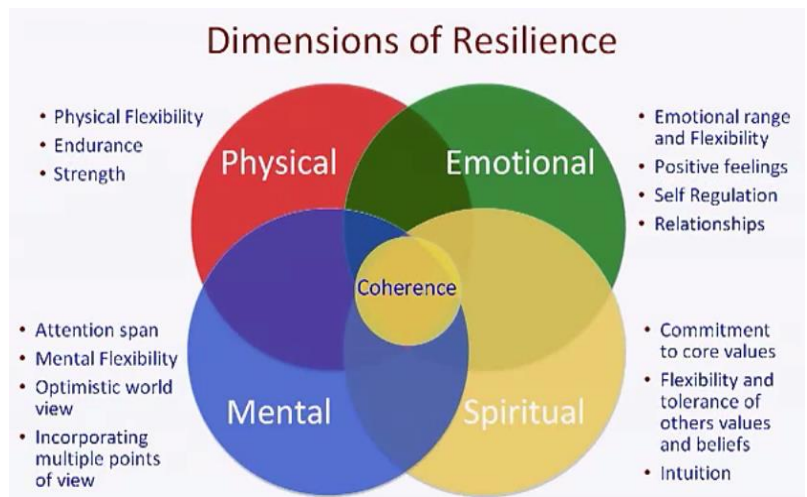 Dimensions of Resilience
• Physical Flexibility
• Endurance
• Strength
Physical
Emotional
• Emotional range
and Flexibility
• Positive feelings
• Self Regulation
• Relationships
Coherence
• Attention span
• Mental Flexibility
• Optimistic world
view
• Incorporating
multiple points
of view
Mental
Spiritual
• Commitment
to core values
• Flexibility and
tolerance of
others values
and beliefs
• Intuition